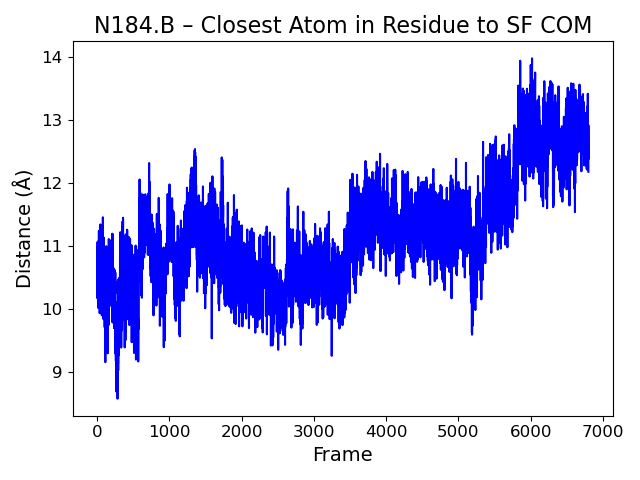 N184.B – Closest Atom in Residue to SF COM
14
13
12
11
10
9
Distance (Å)
0 1000 2000 3000 4000 5000 6000 7000
Frame